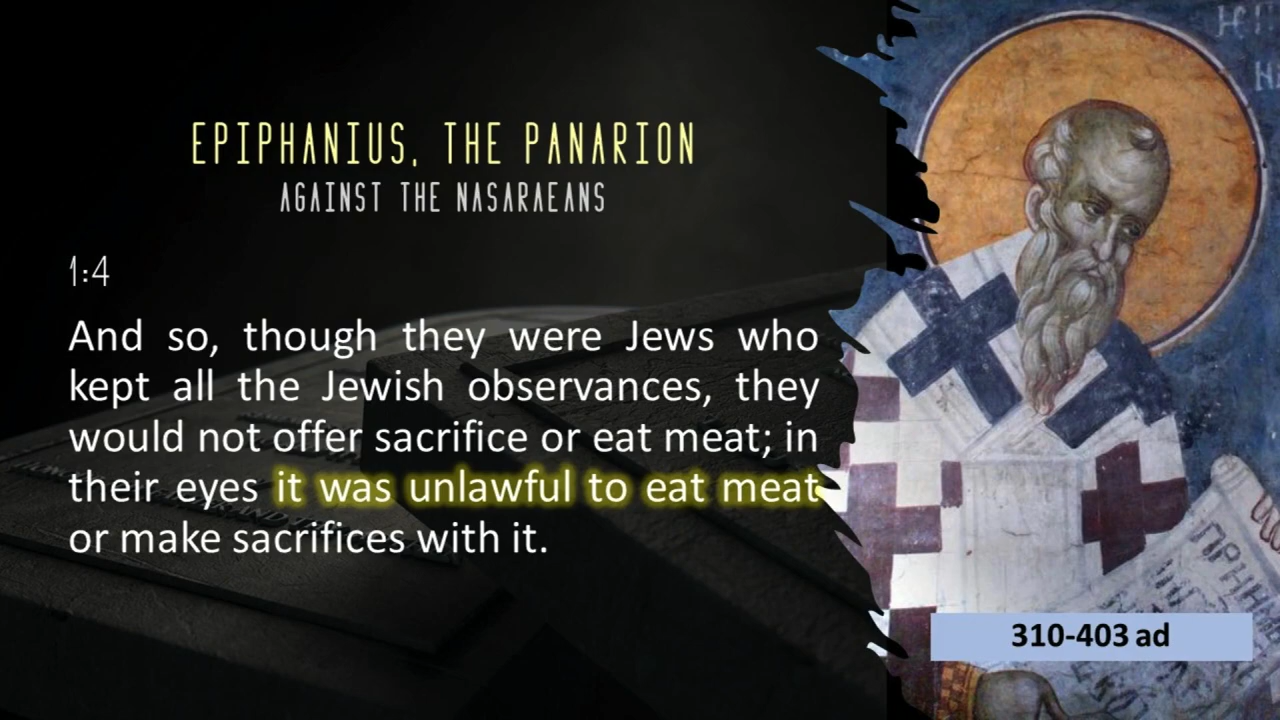 EPIPHANIUS, THE PANARION
AGAINST THE NASARAEANS
1:4
And so, though they were Jews who
kept all the Jewish observances, they
would not offer sacrifice or eat meat; in
their eyes it was unlawful to eat meat
or make sacrifices with it.
310-403 ad